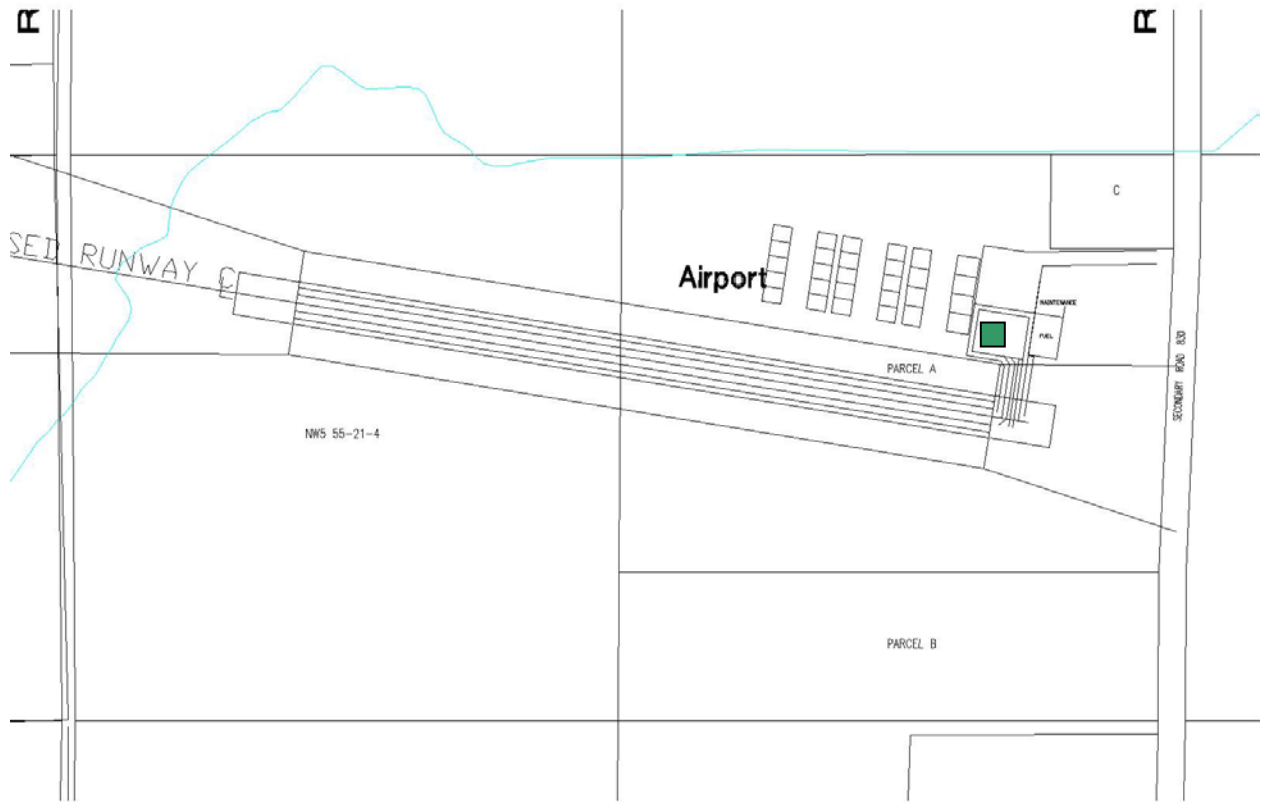 R
R
C
SED RUNWAY ℄
Airport
MAINTENANCE
FUEL
SECONDARY ROAD 830
PARCEL A
NW5 55-21-4
PARCEL B